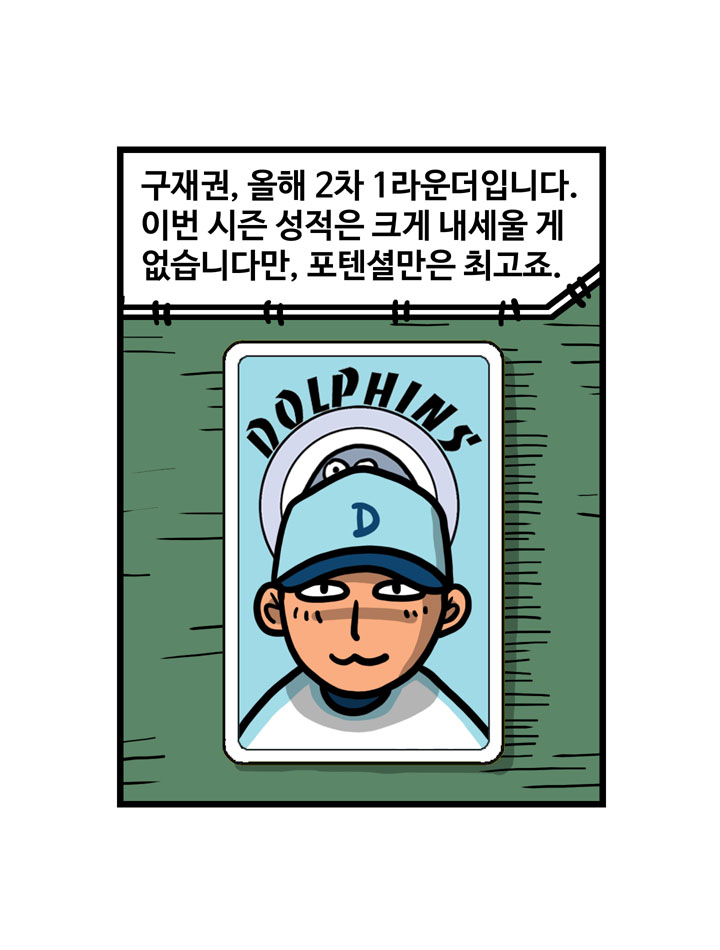 구재권, 올해 2차 1라운더입니다.
이번 시즌 성적은 크게 내세울 게
없습니다만, 포텐셜만은 최고죠.
DOLPHINS
D